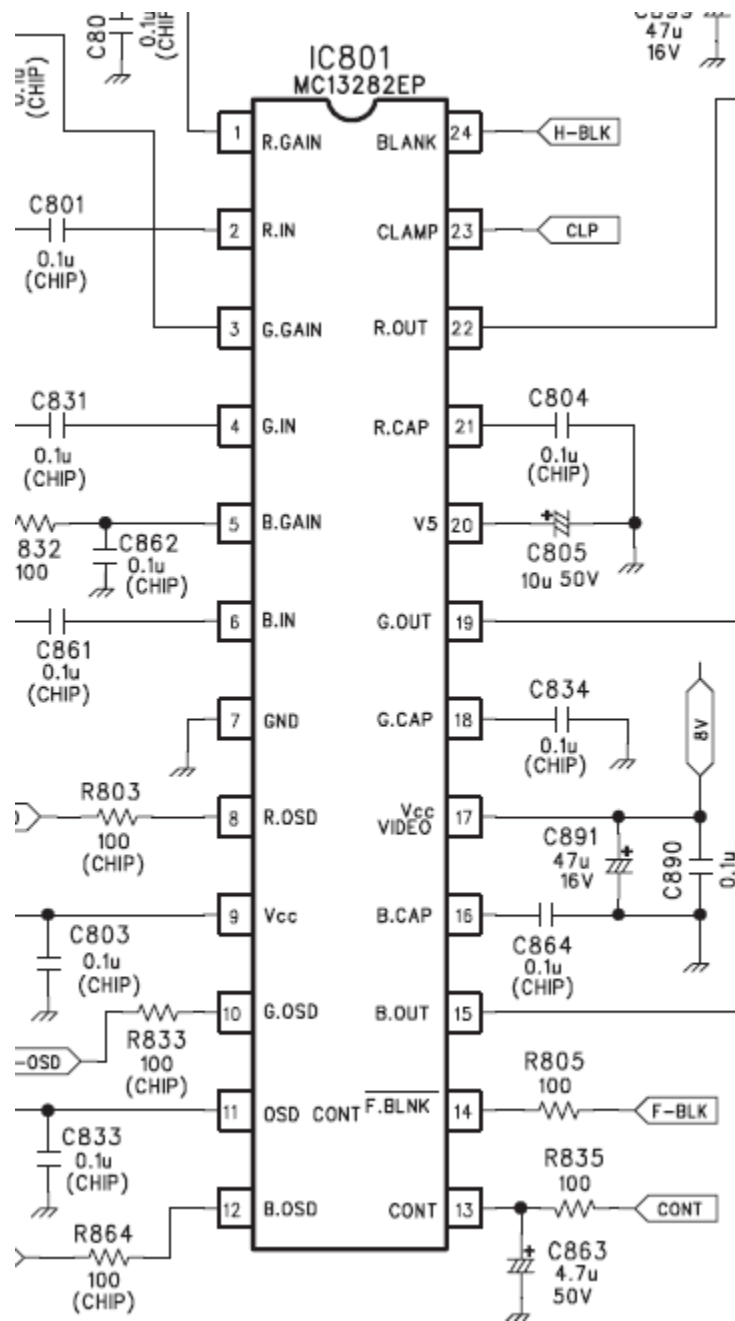 C80
0.1u
(CHIP)
47u
16V
0.1u
(CHIP)
IC801
MC13282EP
1 R.GAIN BLANK 24 H-BLK
C801
0.1u
(CHIP)
2 R.IN CLAMP 23 CLP
3 G.GAIN R.OUT 22
C831
0.1u
(CHIP)
4 G.IN R.CAP 21
C804
0.1u
(CHIP)
832
100
C862
0.1u
(CHIP)
5 B.GAIN V5 20
+
C805
10u 50V
C861
0.1u
(CHIP)
6 B.IN G.OUT 19
7 GND G.CAP 18
C834
0.1u
(CHIP)
8V
R803
100
(CHIP)
8 R.OSD Vcc VIDEO 17
C891
47u
16V
+
C890
0.1u
C803
0.1u
(CHIP)
9 Vcc B.CAP 16
C864
0.1u
(CHIP)
-OSD
R833
100
(CHIP)
10 G.OSD B.OUT 15
C833
0.1u
(CHIP)
11 OSD CONT F.BLNK 14
R805
100
F-BLK
R864
100
(CHIP)
12 B.OSD CONT 13
R835
100
CONT
+
C863
4.7u
50V